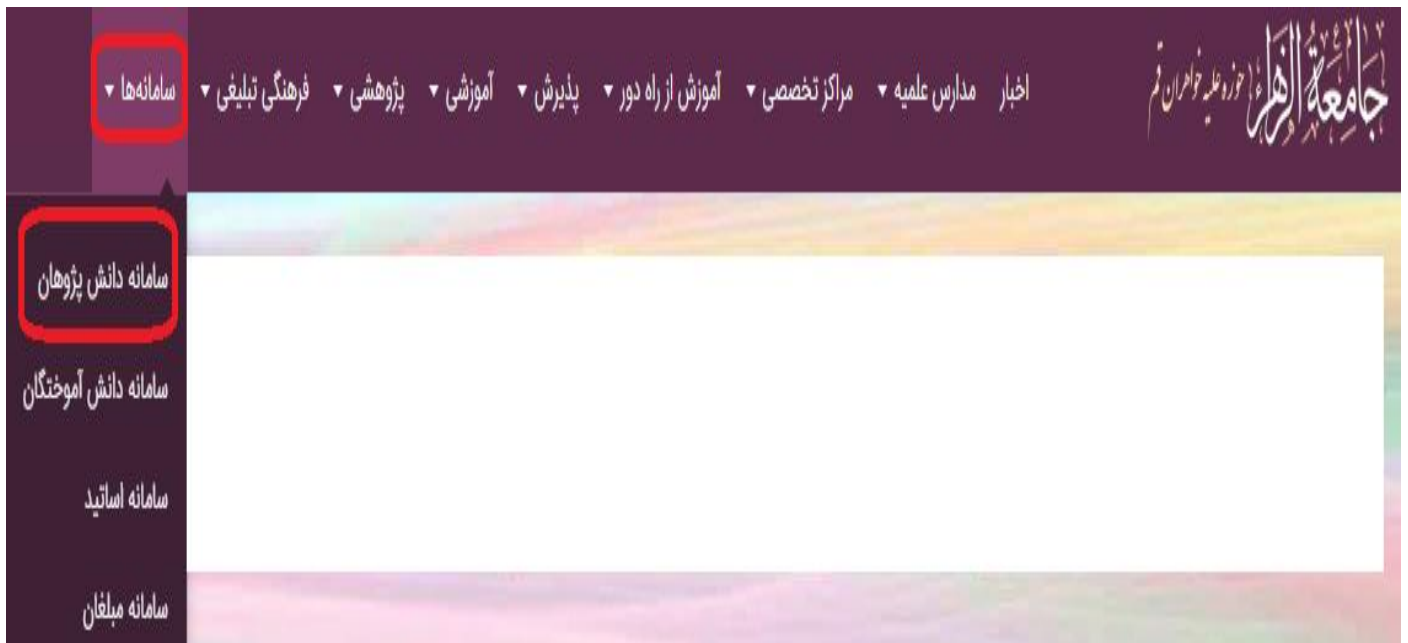 جامعة الزهرا (حوزه علمیه خواهران قم
اخبار مدارس علمیه ▾ مراکز تخصصی ▾ آموزش از راه دور ▾ پذیرش ▾ آموزشی ▾ پژوهشی ▾ فرهنگی تبلیغی ▾ سامانه‌ها ▾
سامانه دانش پژوهان
سامانه دانش آموختگان
سامانه اساتید
سامانه مبلغان